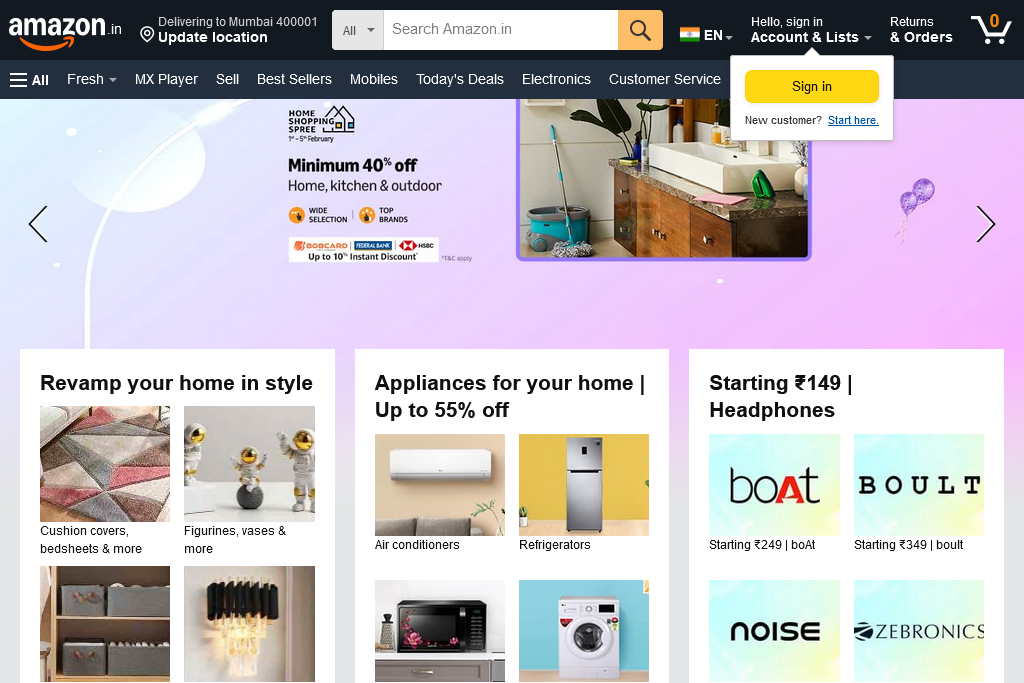 amazon.in
Delivering to Mumbai 400001
Update location
All
Search Amazon.in
EN
Hello, sign in
Account & Lists
Returns
& Orders
0
All
Fresh
MX Player
Sell
Best Sellers
Mobiles
Today's Deals
Electronics
Customer Service
Sign in
New customer? Start here.
HOME
SHOPPING
SPREE
1st - 5th February
Minimum 40% off
Home, kitchen & outdoor
WIDE
SELECTION
TOP
BRANDS
BOBCARD
FEDERAL BANK
HSBC
Up to 10% Instant Discount*
*T&C apply
Revamp your home in style
Cushion covers,
bedsheets & more
Figurines, vases &
more
Appliances for your home |
Up to 55% off
Air conditioners
Refrigerators
Starting ₹149 |
Headphones
boAt
BOULT
Starting ₹249 | boAt
Starting ₹349 | boult
noise
ZEBRONICS